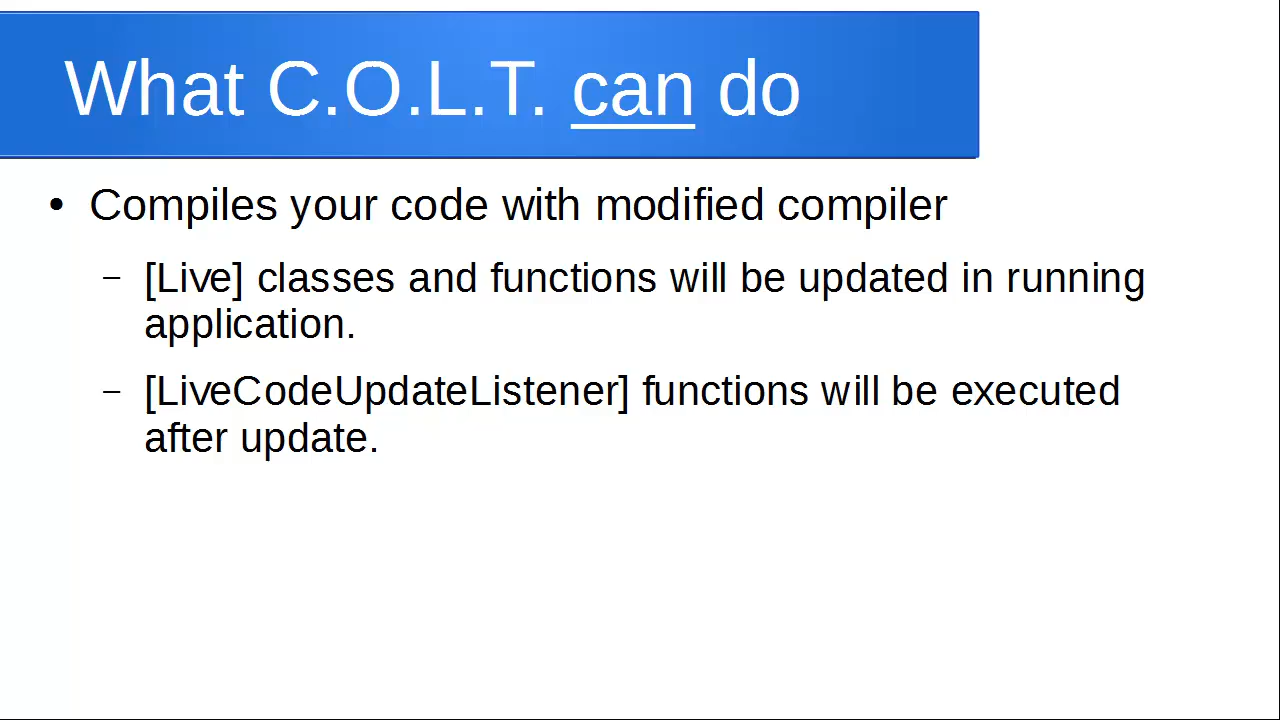 What C.O.L.T. can do
• Compiles your code with modified compiler
– [Live] classes and functions will be updated in running
application.
– [LiveCodeUpdateListener] functions will be executed
after update.